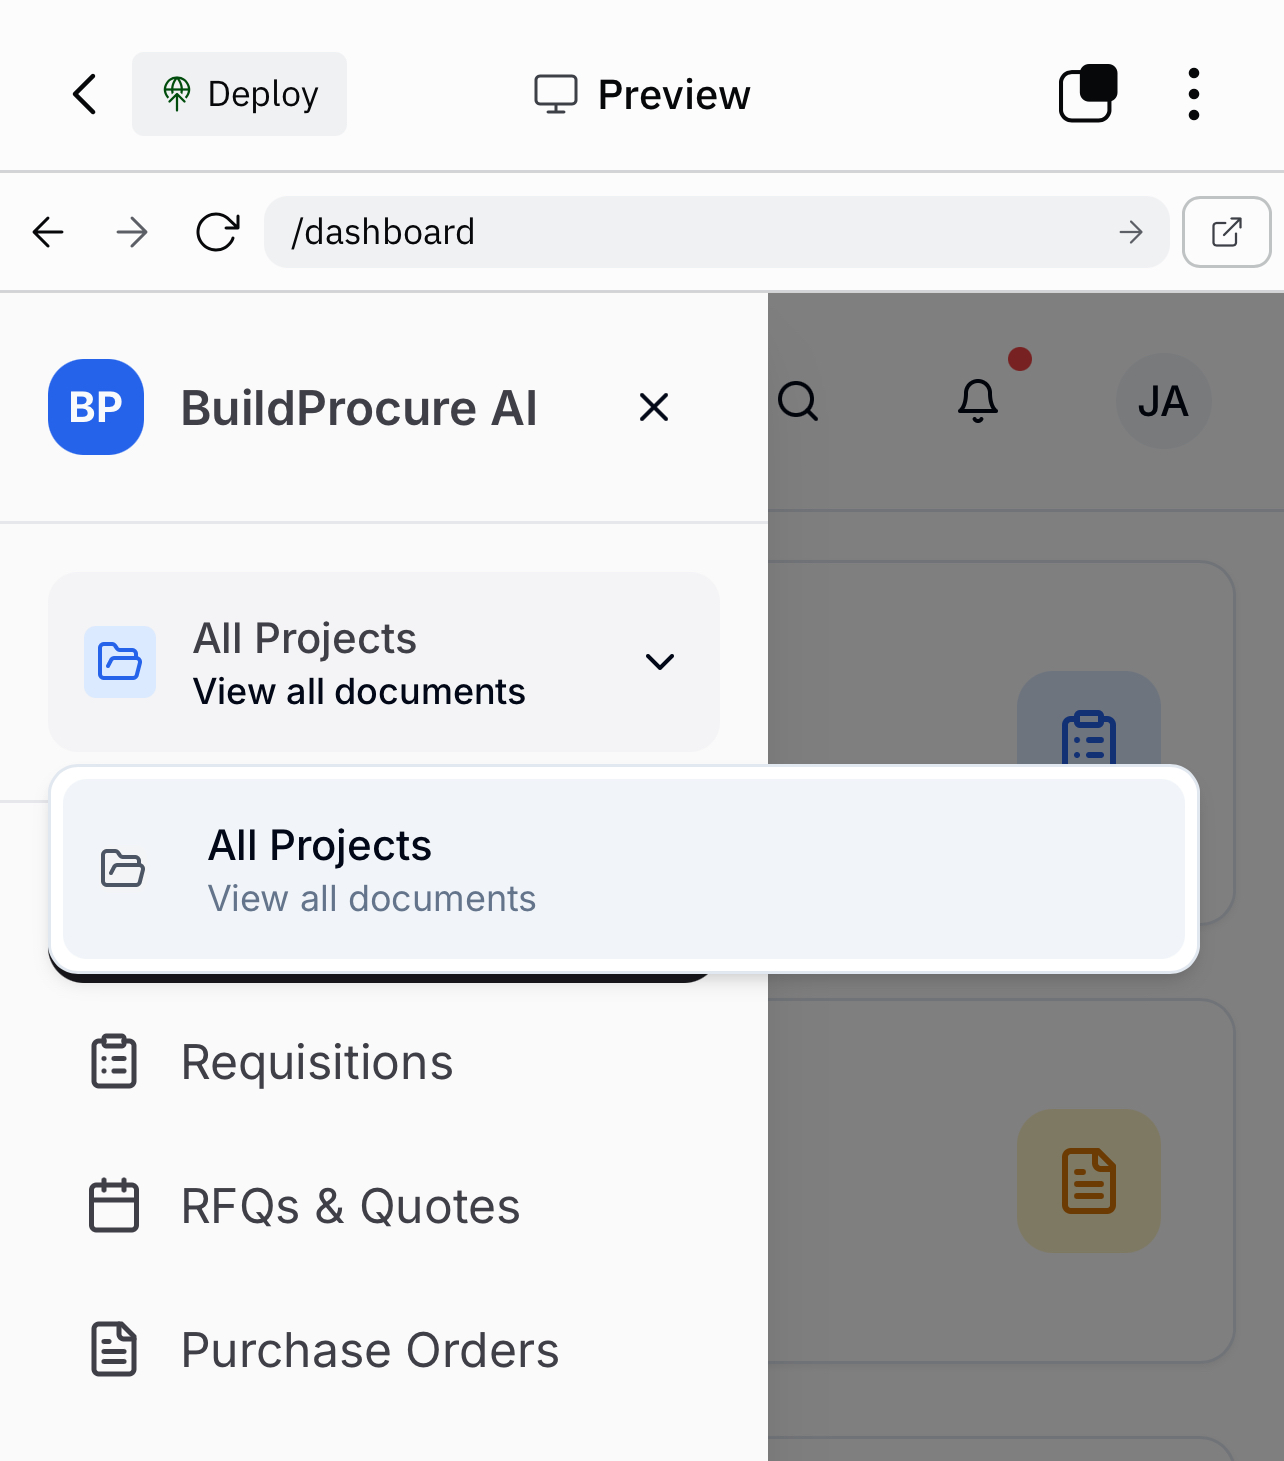 Deploy
Preview
/dashboard
BP
BuildProcure AI
JA
All Projects
View all documents
All Projects
View all documents
Requisitions
RFQs & Quotes
Purchase Orders